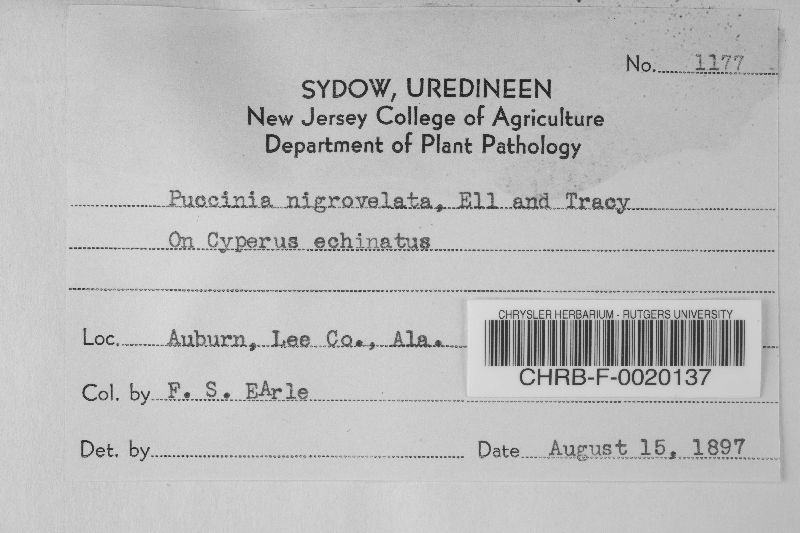 No. 1177
SYDOW, UREDINEEN
New Jersey College of Agriculture
Department of Plant Pathology
Puccinia nigrovelata, Ell and Tracy
On Cyperus echinatus
Loc. Auburn, Lee Co., Ala.
CHRYSLER HERBARIUM - RUTGERS UNIVERSITY
CHRB-F-0020137
Col. by F. S. EArle
Det. by
Date August 15, 1897